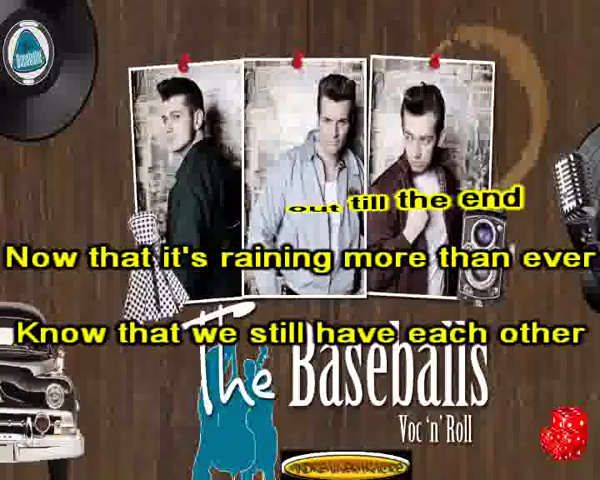 Baseballs
out till the end
Now that it's raining more than ever
Know that we still have each other
The Baseballs
Voc 'n' Roll